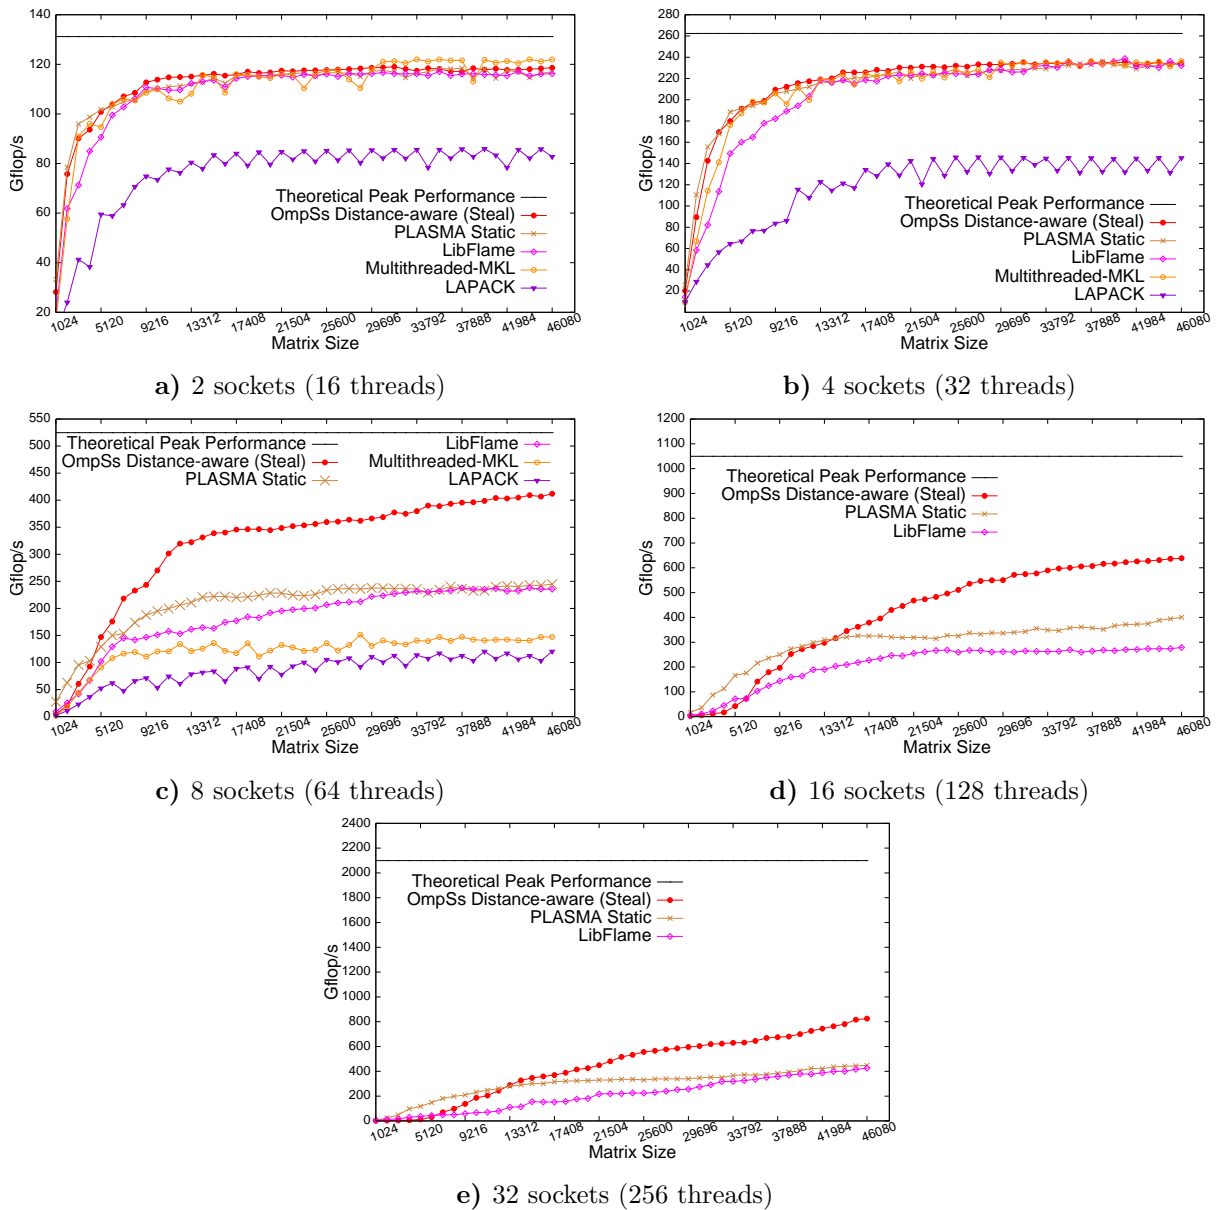 140
120
100
80
60
40
20
Gflop/s
Theoretical Peak Performance
OmpSs Distance-aware (Steal)
PLASMA Static
LibFlame
Multithreaded-MKL
LAPACK
1024 5120 9216 13312 17408 21504 25600 29696 33792 37888 41984 46080
Matrix Size
a) 2 sockets (16 threads)
280
260
240
220
200
180
160
140
120
100
80
60
40
20
Gflop/s
Theoretical Peak Performance
OmpSs Distance-aware (Steal)
PLASMA Static
LibFlame
Multithreaded-MKL
LAPACK
1024 5120 9216 13312 17408 21504 25600 29696 33792 37888 41984 46080
Matrix Size
b) 4 sockets (32 threads)
550
500
450
400
350
300
250
200
150
100
50
0
Gflop/s
Theoretical Peak Performance
OmpSs Distance-aware (Steal)
PLASMA Static
LibFlame
Multithreaded-MKL
LAPACK
1024 5120 9216 13312 17408 21504 25600 29696 33792 37888 41984 46080
Matrix Size
c) 8 sockets (64 threads)
1200
1100
1000
900
800
700
600
500
400
300
200
100
0
Gflop/s
Theoretical Peak Performance
OmpSs Distance-aware (Steal)
PLASMA Static
LibFlame
1024 5120 9216 13312 17408 21504 25600 29696 33792 37888 41984 46080
Matrix Size
d) 16 sockets (128 threads)
2400
2200
2000
1800
1600
1400
1200
1000
800
600
400
200
0
Gflop/s
Theoretical Peak Performance
OmpSs Distance-aware (Steal)
PLASMA Static
LibFlame
1024 5120 9216 13312 17408 21504 25600 29696 33792 37888 41984 46080
Matrix Size
e) 32 sockets (256 threads)